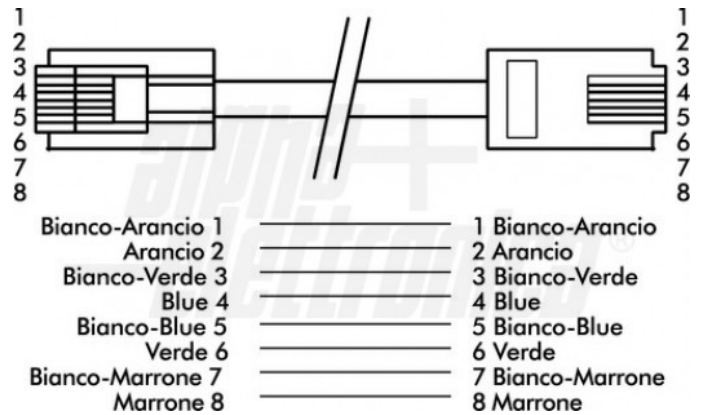 1 1
2 2
3 3
4 4
5 5
6 6
7 7
8 8
alpha
elettronica®
Bianco-Arancio 1 1 Bianco-Arancio
Arancio 2 2 Arancio
Bianco-Verde 3 3 Bianco-Verde
Blue 4 4 Blue
Bianco-Blue 5 5 Bianco-Blue
Verde 6 6 Verde
Bianco-Marrone 7 7 Bianco-Marrone
Marrone 8 8 Marrone